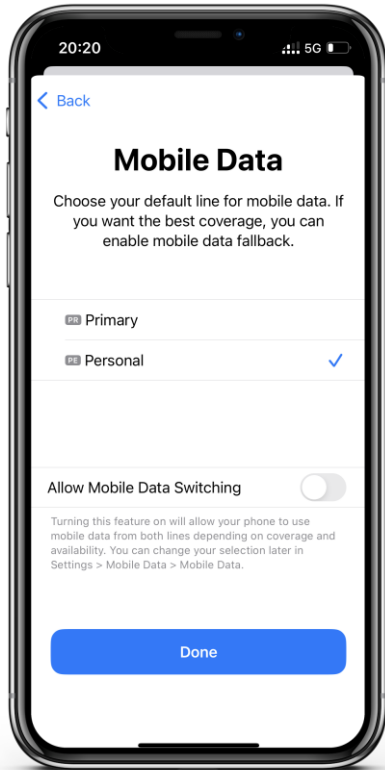 20:20
5G
Back
Mobile Data
Choose your default line for mobile data. If
you want the best coverage, you can
enable mobile data fallback.
PR Primary
PE Personal
Allow Mobile Data Switching
Turning this feature on will allow your phone to use
mobile data from both lines depending on coverage and
availability. You can change your selection later in
Settings > Mobile Data > Mobile Data.
Done